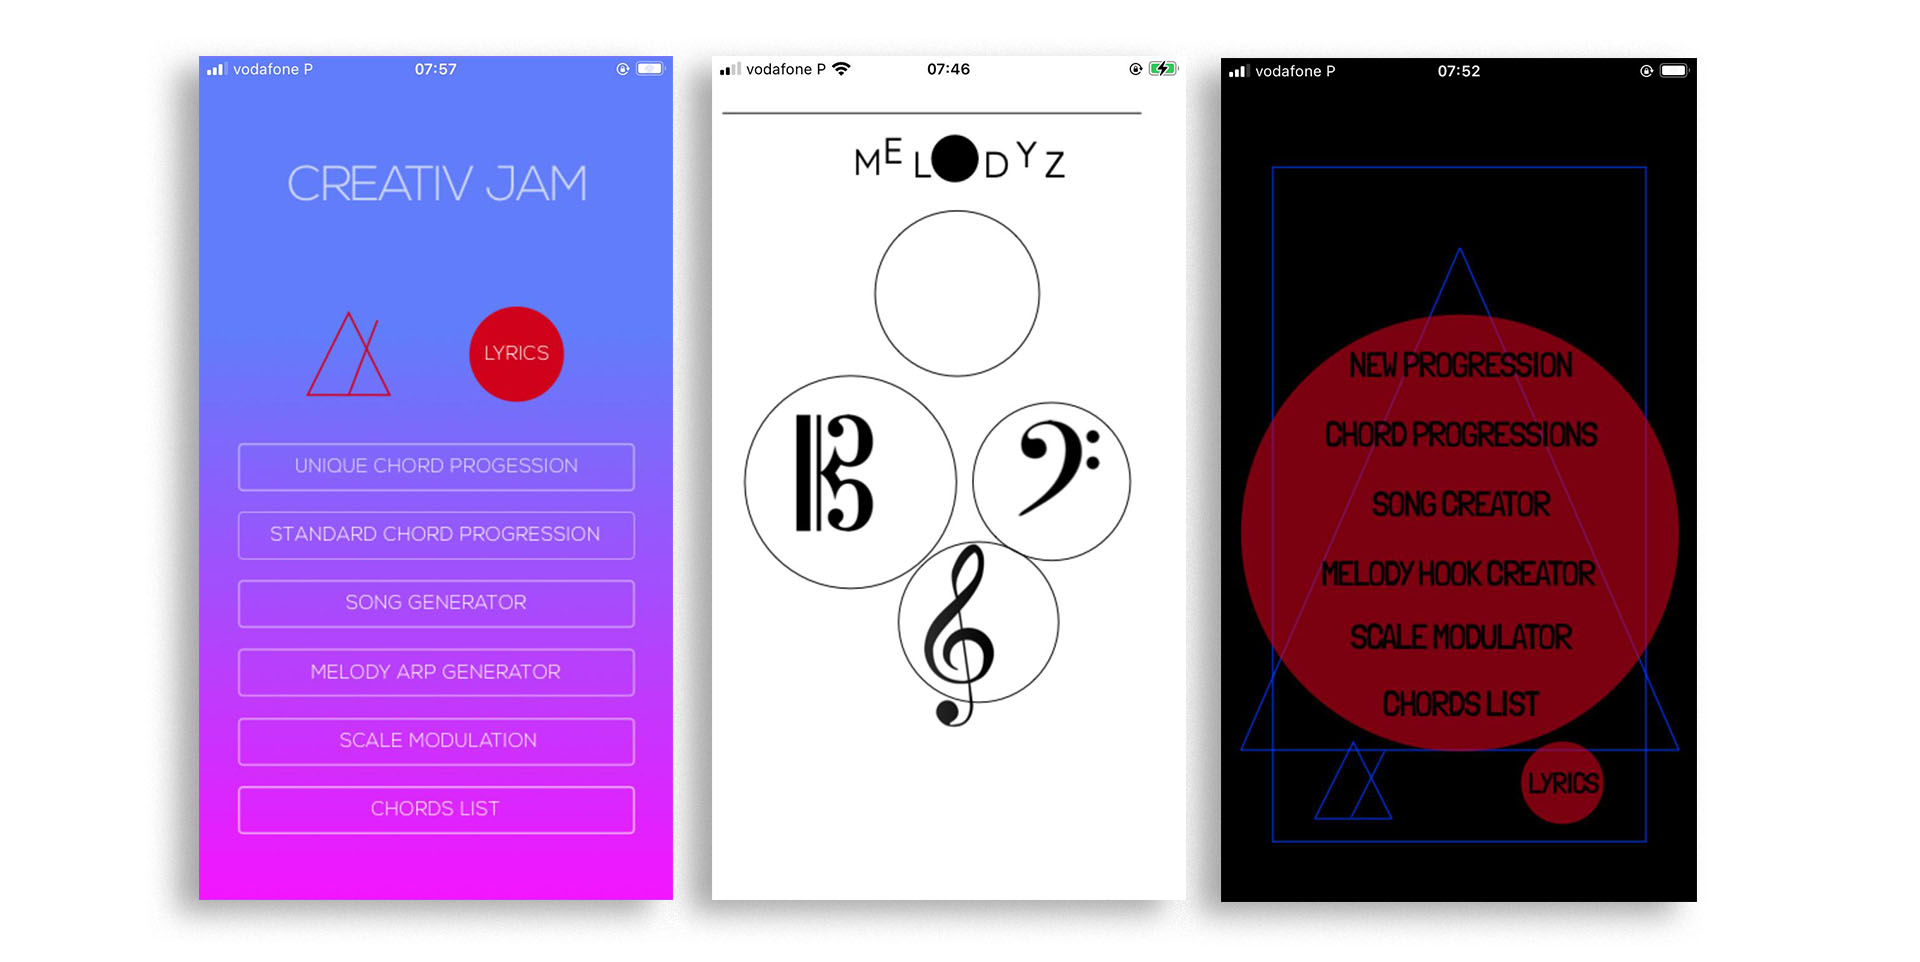 vodafone P 07:57
CREATIV JAM
LYRICS
UNIQUE CHORD PROGESSION
STANDARD CHORD PROGRESSION
SONG GENERATOR
MELODY ARP GENERATOR
SCALE MODULATION
CHORDS LIST
vodafone P 07:46
MELODYZ
vodafone P 07:52
NEW PROGRESSION
CHORD PROGRESSIONS
SONG CREATOR
MELODY HOOK CREATOR
SCALE MODULATOR
CHORDS LIST
LYRICS